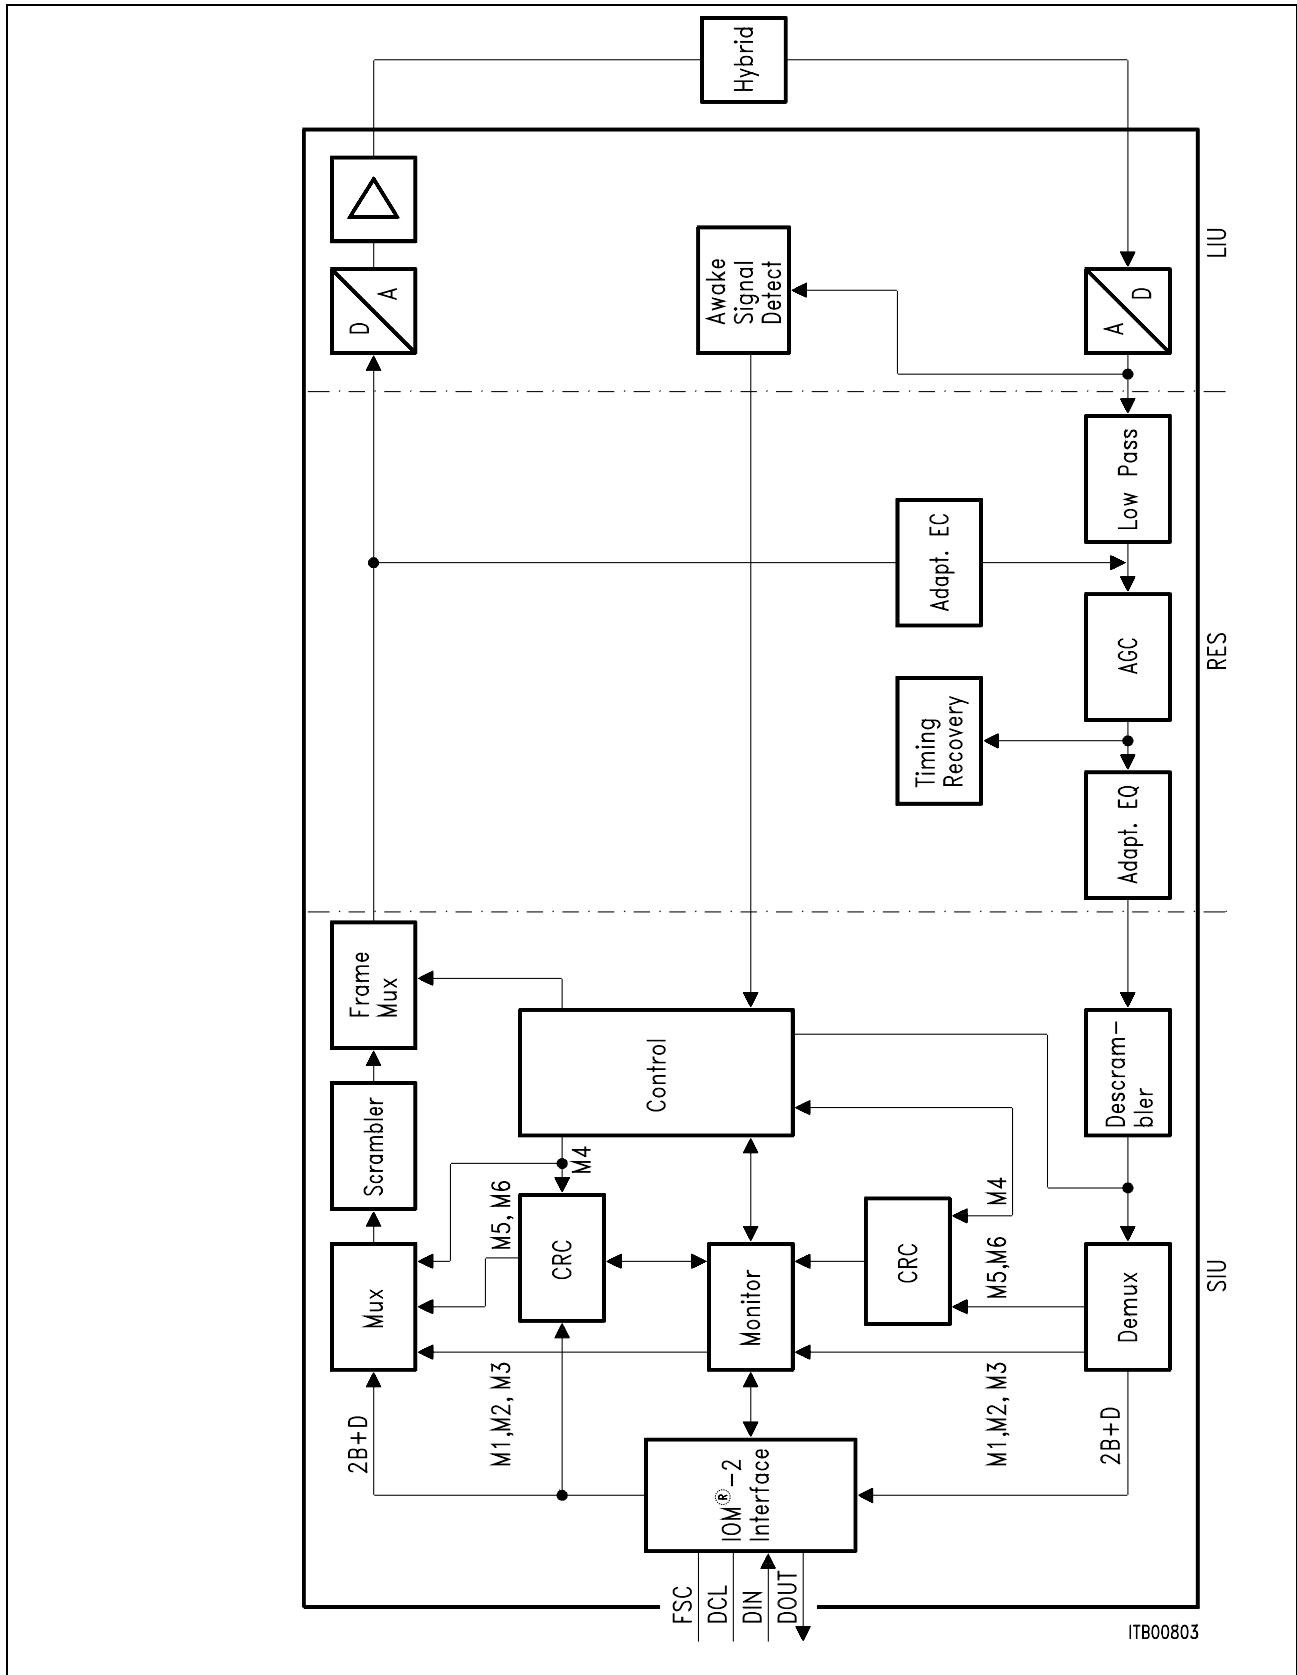 Hybrid
LIU
Awake
Signal
Detect
D
A
A
D
Low Pass
Adapt. EC
AGC
RES
Timing
Recovery
Adapt. EQ
Frame
Mux
Control
Descram-
bler
Scrambler
M4
M5, M6
M4
CRC
CRC
M5,M6
Mux
Monitor
Demux
SIU
M1,M2, M3
M1,M2, M3
2B+D
2B+D
IOM®-2
Interface
FSC
DCL
DIN
DOUT
ITB00803